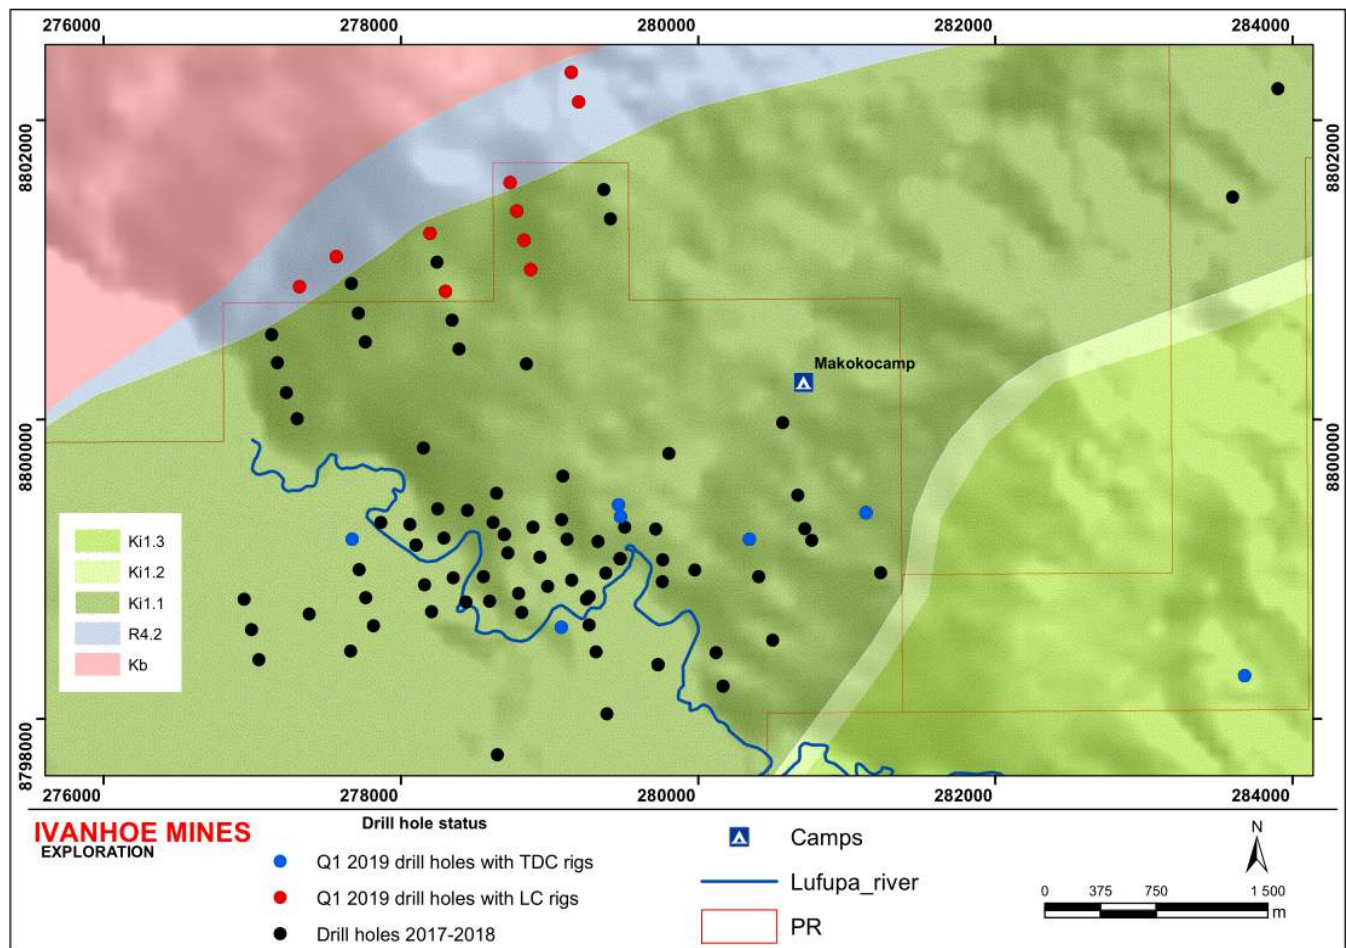 276000 278000 280000 282000 284000
8802000 8802000
Makokocamp
8800000 8800000
Ki1.3
Ki1.2
Ki1.1
R4.2
Kb
8798000 8798000
276000 278000 280000 282000 284000
IVANHOE MINES
EXPLORATION
Drill hole status
Q1 2019 drill holes with TDC rigs
Q1 2019 drill holes with LC rigs
Drill holes 2017-2018
Camps
Lufupa_river
PR
N
0 375 750 1 500
m